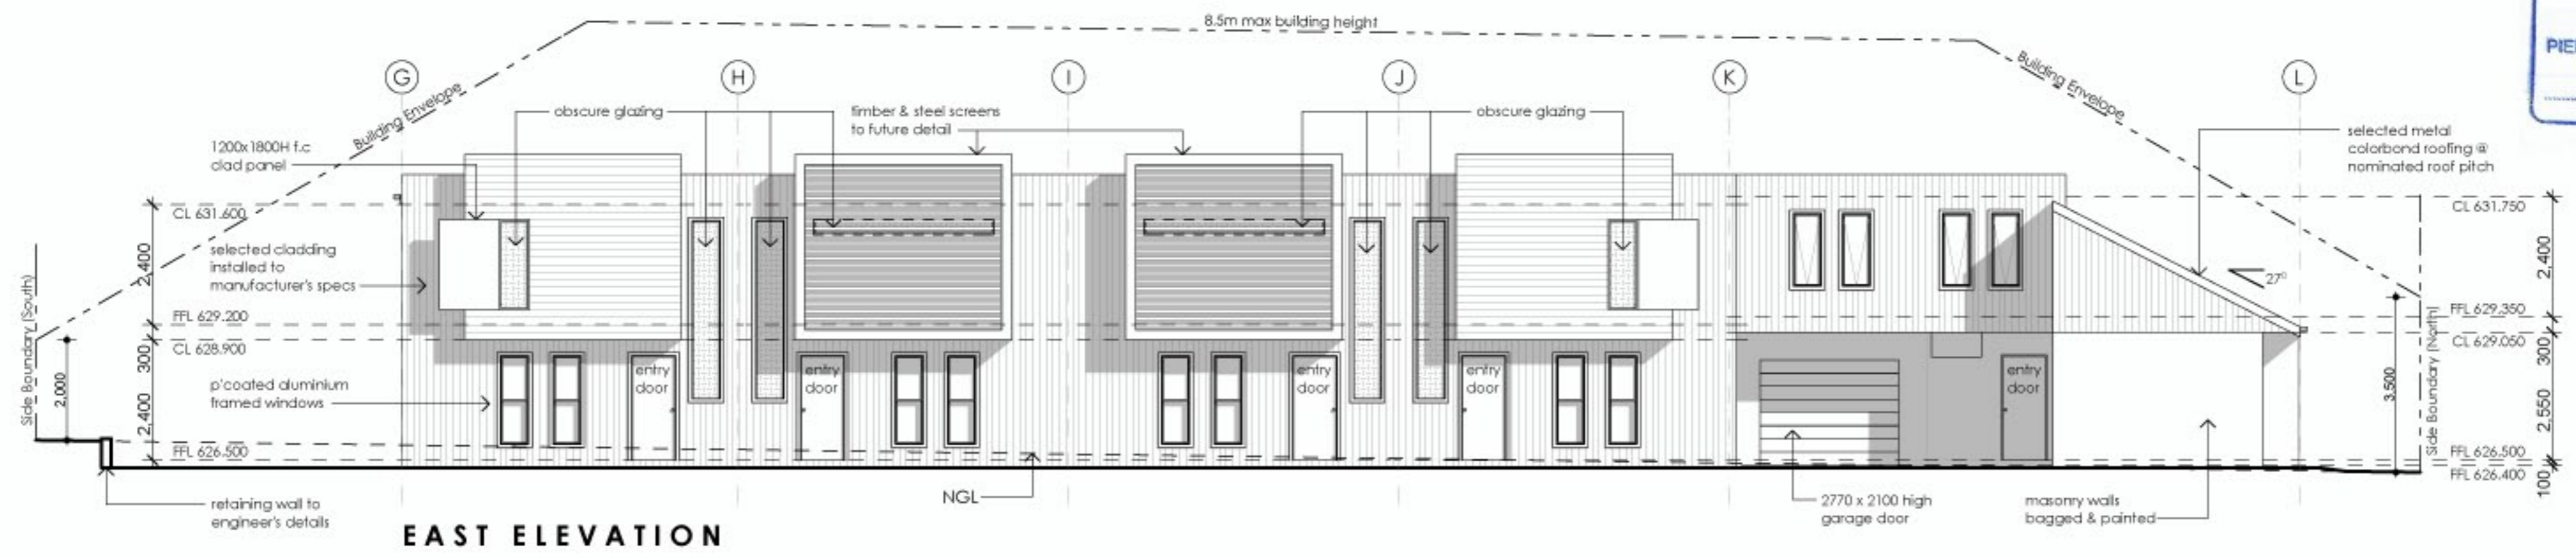 8.5m max building height
PIE
G
H
I
J
K
L
Building Envelope
Building Envelope
obscure glazing
timber & steel screens
to future detail
obscure glazing
1200x1800H f.c
clad panel
selected metal
colorbond roofing @
nominated roof pitch
CL 631.600
CL 631.750
selected cladding
installed to
manufacturer's specs
2,400
2,400
27°
FFL 629.200
FFL 629.350
CL 628.900
CL 629.050
300
300
Side Boundary (South)
Side Boundary (North)
2,000
3,500
p'coated aluminium
framed windows
entry
door
entry
door
entry
door
entry
door
entry
door
2,400
2,550
FFL 626.500
FFL 626.500
FFL 626.400
100
retaining wall to
engineer's details
NGL
2770 x 2100 high
garage door
masonry walls
bagged & painted
EAST ELEVATION